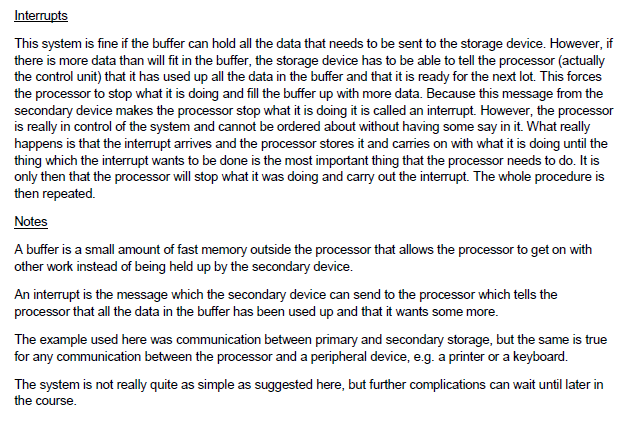 Interrupts
This system is fine if the buffer can hold all the data that needs to be sent to the storage device. However, if
there is more data than will fit in the buffer, the storage device has to be able to tell the processor (actually
the control unit) that it has used up all the data in the buffer and that it is ready for the next lot. This forces
the processor to stop what it is doing and fill the buffer up with more data. Because this message from the
secondary device makes the processor stop what it is doing it is called an interrupt. However, the processor
is really in control of the system and cannot be ordered about without having some say in it. What really
happens is that the interrupt arrives and the processor stores it and carries on with what it is doing until the
thing which the interrupt wants to be done is the most important thing that the processor needs to do. It is
only then that the processor will stop what it was doing and carry out the interrupt. The whole procedure is
then repeated.
Notes
A buffer is a small amount of fast memory outside the processor that allows the processor to get on with
other work instead of being held up by the secondary device.
An interrupt is the message which the secondary device can send to the processor which tells the
processor that all the data in the buffer has been used up and that it wants some more.
The example used here was communication between primary and secondary storage, but the same is true
for any communication between the processor and a peripheral device, e.g. a printer or a keyboard.
The system is not really quite as simple as suggested here, but further complications can wait until later in
the course.